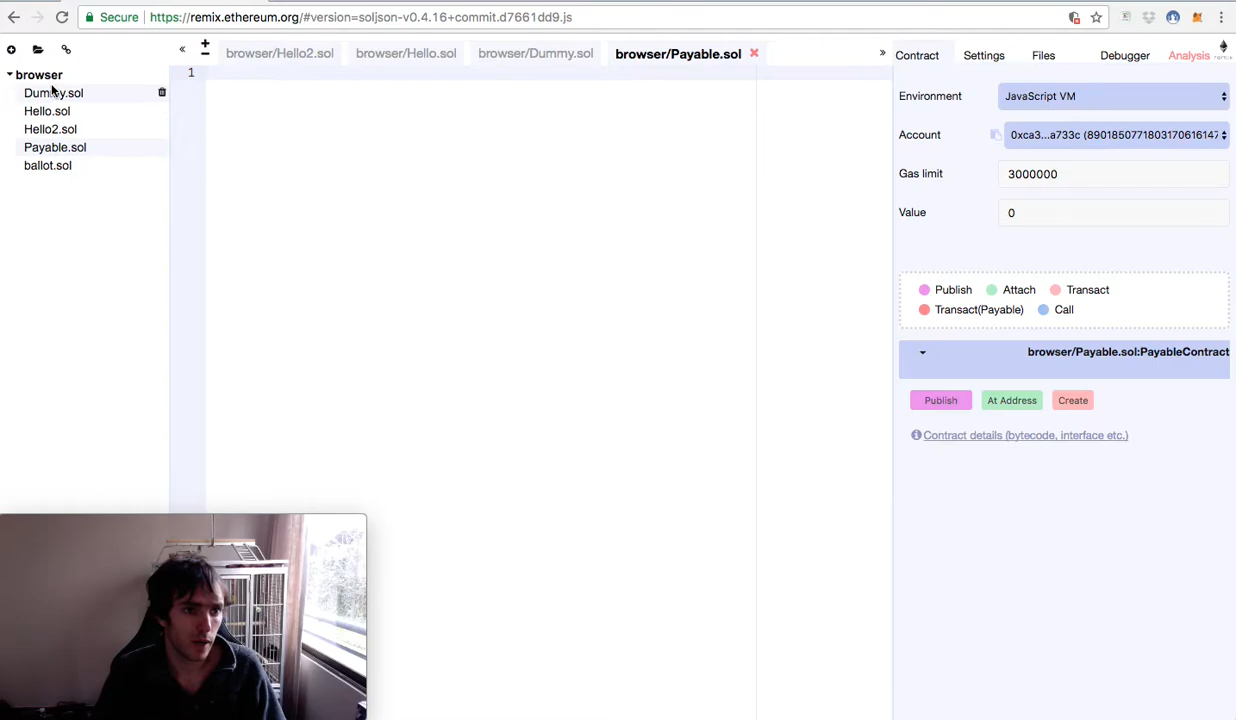 Secure https://remix.ethereum.org/#version=soljson-v0.4.16+commit.d7661dd9.js
« + - browser/Hello2.sol browser/Hello.sol browser/Dummy.sol browser/Payable.sol ✖ » Contract Settings Files Debugger Analysis
browser
Dummy.sol
Hello.sol
Hello2.sol
Payable.sol
ballot.sol
1
Environment JavaScript VM
Account 0xca3...a733c (8901850771803170616147
Gas limit 3000000
Value 0
Publish Attach Transact
Transact(Payable) Call
browser/Payable.sol:PayableContract
Publish At Address Create
Contract details (bytecode, interface etc.)